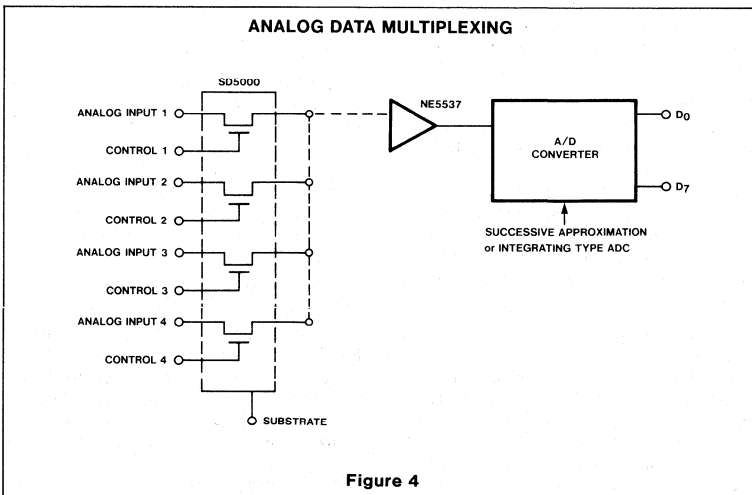 ANALOG DATA MULTIPLEXING
SD5000
NE5537
ANALOG INPUT 1
CONTROL 1
ANALOG INPUT 2
CONTROL 2
ANALOG INPUT 3
CONTROL 3
ANALOG INPUT 4
CONTROL 4
SUBSTRATE
A/D
CONVERTER
D0
D7
SUCCESSIVE APPROXIMATION
or INTEGRATING TYPE ADC
Figure 4